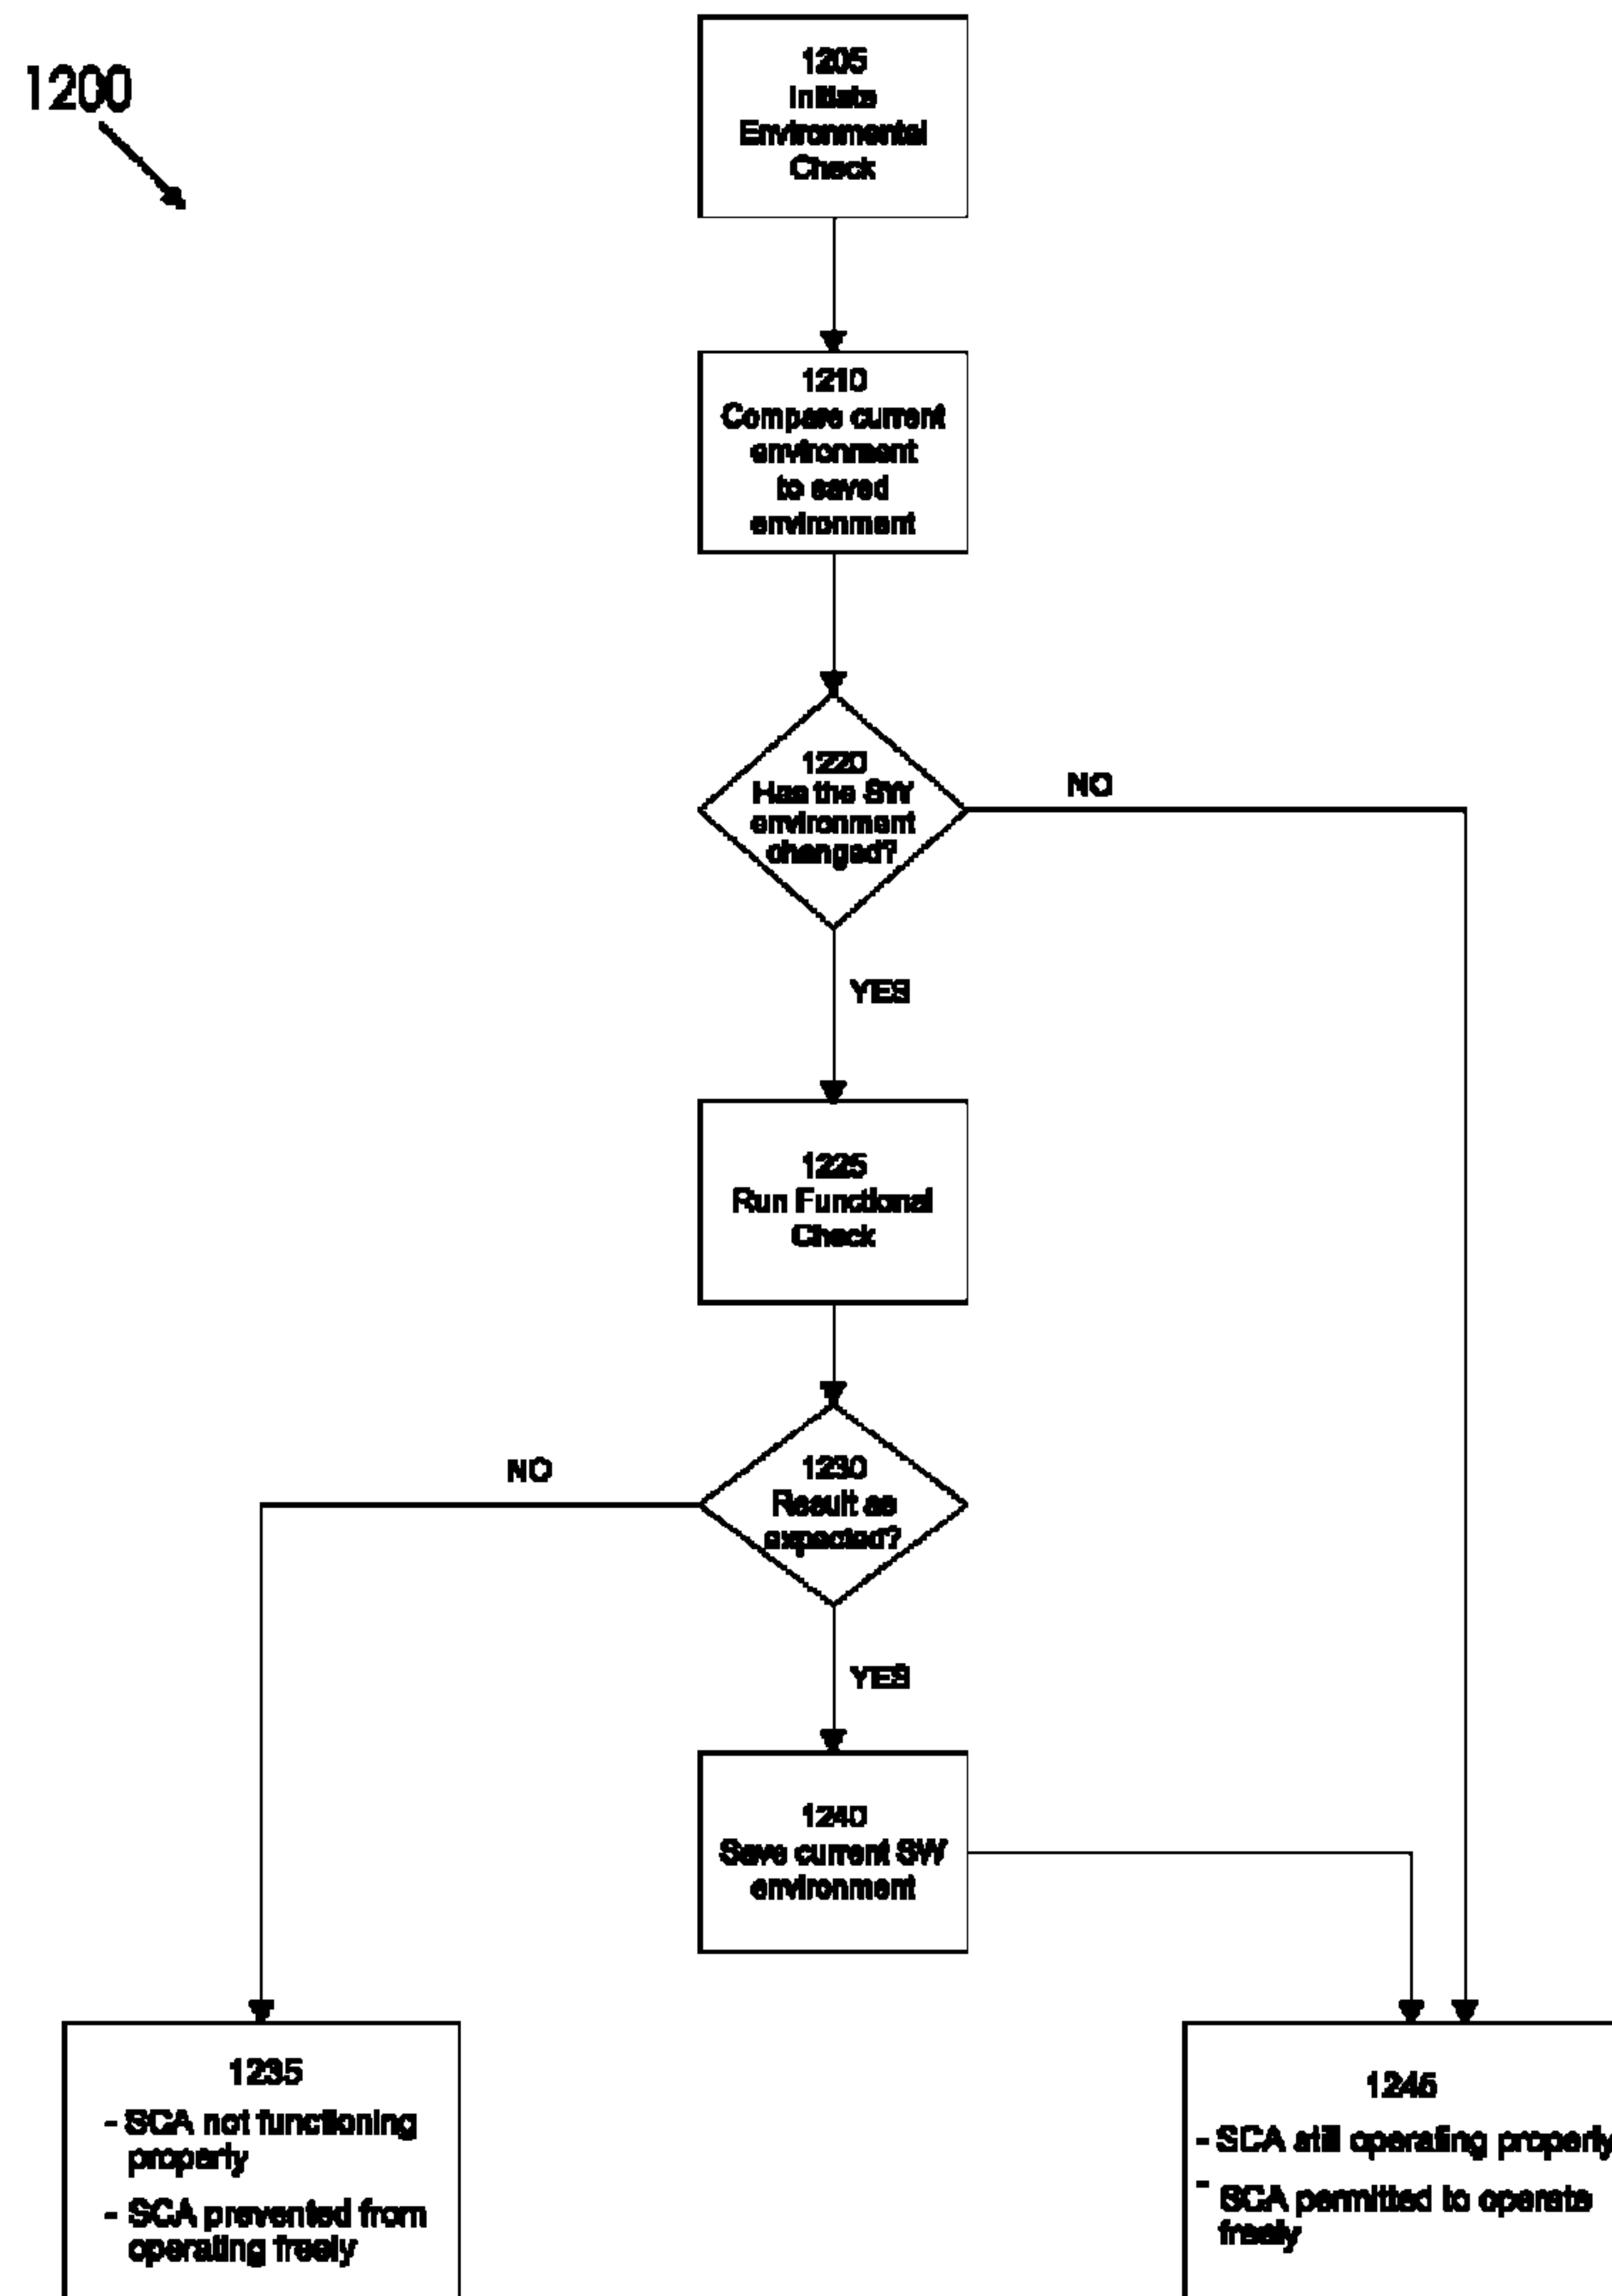 1200
1205
Initiate
Environmental
Check
1210
Compare current
environment
to saved
environment
1220
Has the SW
environment
changed?
NO
YES
1225
Run Functional
Check
1230
Result as
expected?
NO
YES
1240
Save current SW
environment
1235
- SCA not functioning
properly
- SCA prevented from
operating freely
1245
- SCA still operating properly
- SCA permitted to operate
freely